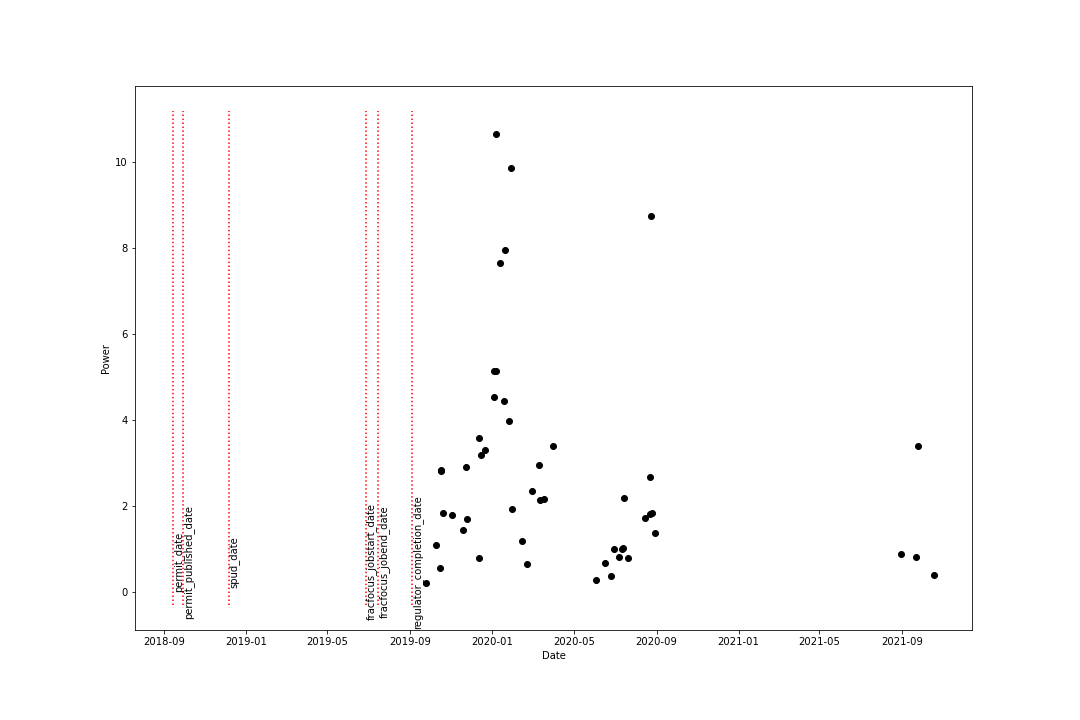 10
8
6
4
2
0
Power
permit_date
permit_published_date
spud_date
fracfocus_jobstart_date
fracfocus_jobend_date
regulator_completion_date
2018-09
2019-01
2019-05
2019-09
2020-01
2020-05
2020-09
2021-01
2021-05
2021-09
Date